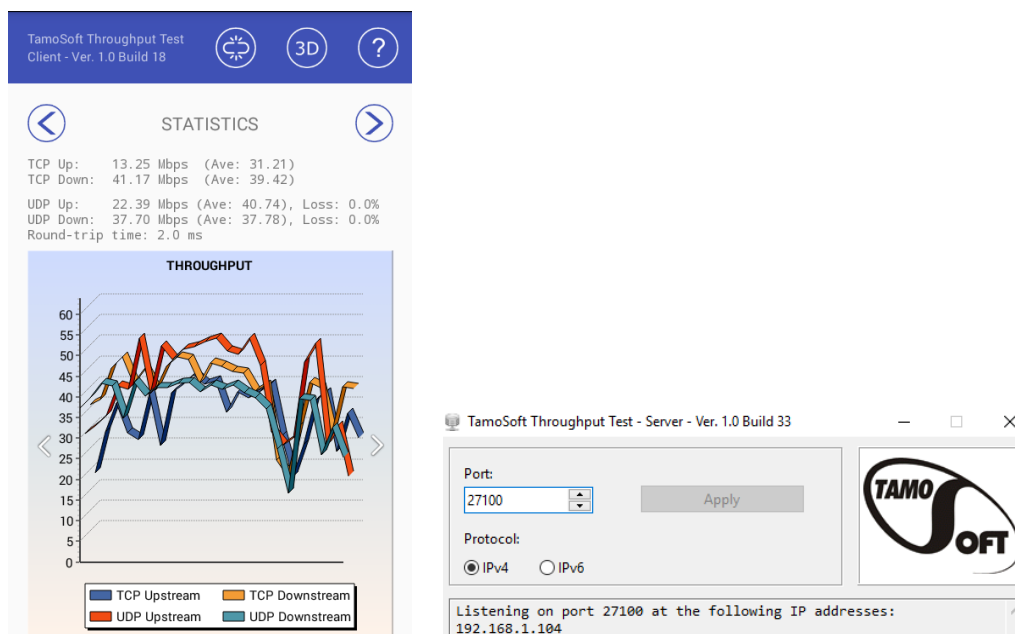 TamoSoft Throughput Test
Client - Ver. 1.0 Build 18
3D
?
STATISTICS
TCP Up: 13.25 Mbps (Ave: 31.21)
TCP Down: 41.17 Mbps (Ave: 39.42)
UDP Up: 22.39 Mbps (Ave: 40.74), Loss: 0.0%
UDP Down: 37.70 Mbps (Ave: 37.78), Loss: 0.0%
Round-trip time: 2.0 ms
THROUGHPUT
60
55
50
45
40
35
30
25
20
15
10
5
0
TCP Upstream
TCP Downstream
UDP Upstream
UDP Downstream
TamoSoft Throughput Test - Server - Ver. 1.0 Build 33
Port:
27100
Apply
Protocol:
IPv4
IPv6
TAMO
SOFT
Listening on port 27100 at the following IP addresses:
192.168.1.104